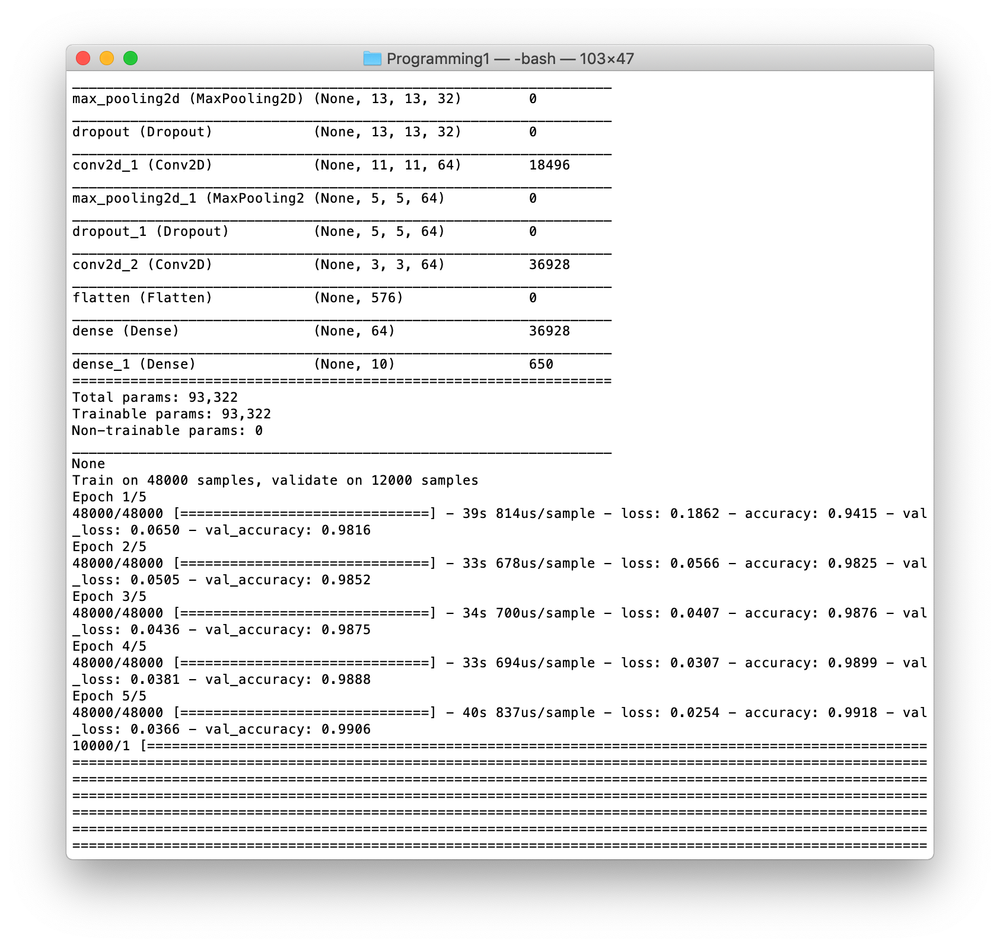 Programming1 — -bash — 103×47
_________________________________________________________________
max_pooling2d (MaxPooling2D) (None, 13, 13, 32)        0
_________________________________________________________________
dropout (Dropout)            (None, 13, 13, 32)        0
_________________________________________________________________
conv2d_1 (Conv2D)            (None, 11, 11, 64)        18496
_________________________________________________________________
max_pooling2d_1 (MaxPooling2 (None, 5, 5, 64)          0
_________________________________________________________________
dropout_1 (Dropout)          (None, 5, 5, 64)          0
_________________________________________________________________
conv2d_2 (Conv2D)            (None, 3, 3, 64)          36928
_________________________________________________________________
flatten (Flatten)            (None, 576)               0
_________________________________________________________________
dense (Dense)                (None, 64)                36928
_________________________________________________________________
dense_1 (Dense)              (None, 10)                650
=================================================================
Total params: 93,322
Trainable params: 93,322
Non-trainable params: 0
_________________________________________________________________
None
Train on 48000 samples, validate on 12000 samples
Epoch 1/5
48000/48000 [==============================] - 39s 814us/sample - loss: 0.1862 - accuracy: 0.9415 - val
_loss: 0.0650 - val_accuracy: 0.9816
Epoch 2/5
48000/48000 [==============================] - 33s 678us/sample - loss: 0.0566 - accuracy: 0.9825 - val
_loss: 0.0505 - val_accuracy: 0.9852
Epoch 3/5
48000/48000 [==============================] - 34s 700us/sample - loss: 0.0407 - accuracy: 0.9876 - val
_loss: 0.0436 - val_accuracy: 0.9875
Epoch 4/5
48000/48000 [==============================] - 33s 694us/sample - loss: 0.0307 - accuracy: 0.9899 - val
_loss: 0.0381 - val_accuracy: 0.9888
Epoch 5/5
48000/48000 [==============================] - 40s 837us/sample - loss: 0.0254 - accuracy: 0.9918 - val
_loss: 0.0366 - val_accuracy: 0.9906
10000/1 [==============================================================================================
=======================================================================================================
=======================================================================================================
=======================================================================================================
=======================================================================================================
=======================================================================================================
=======================================================================================================